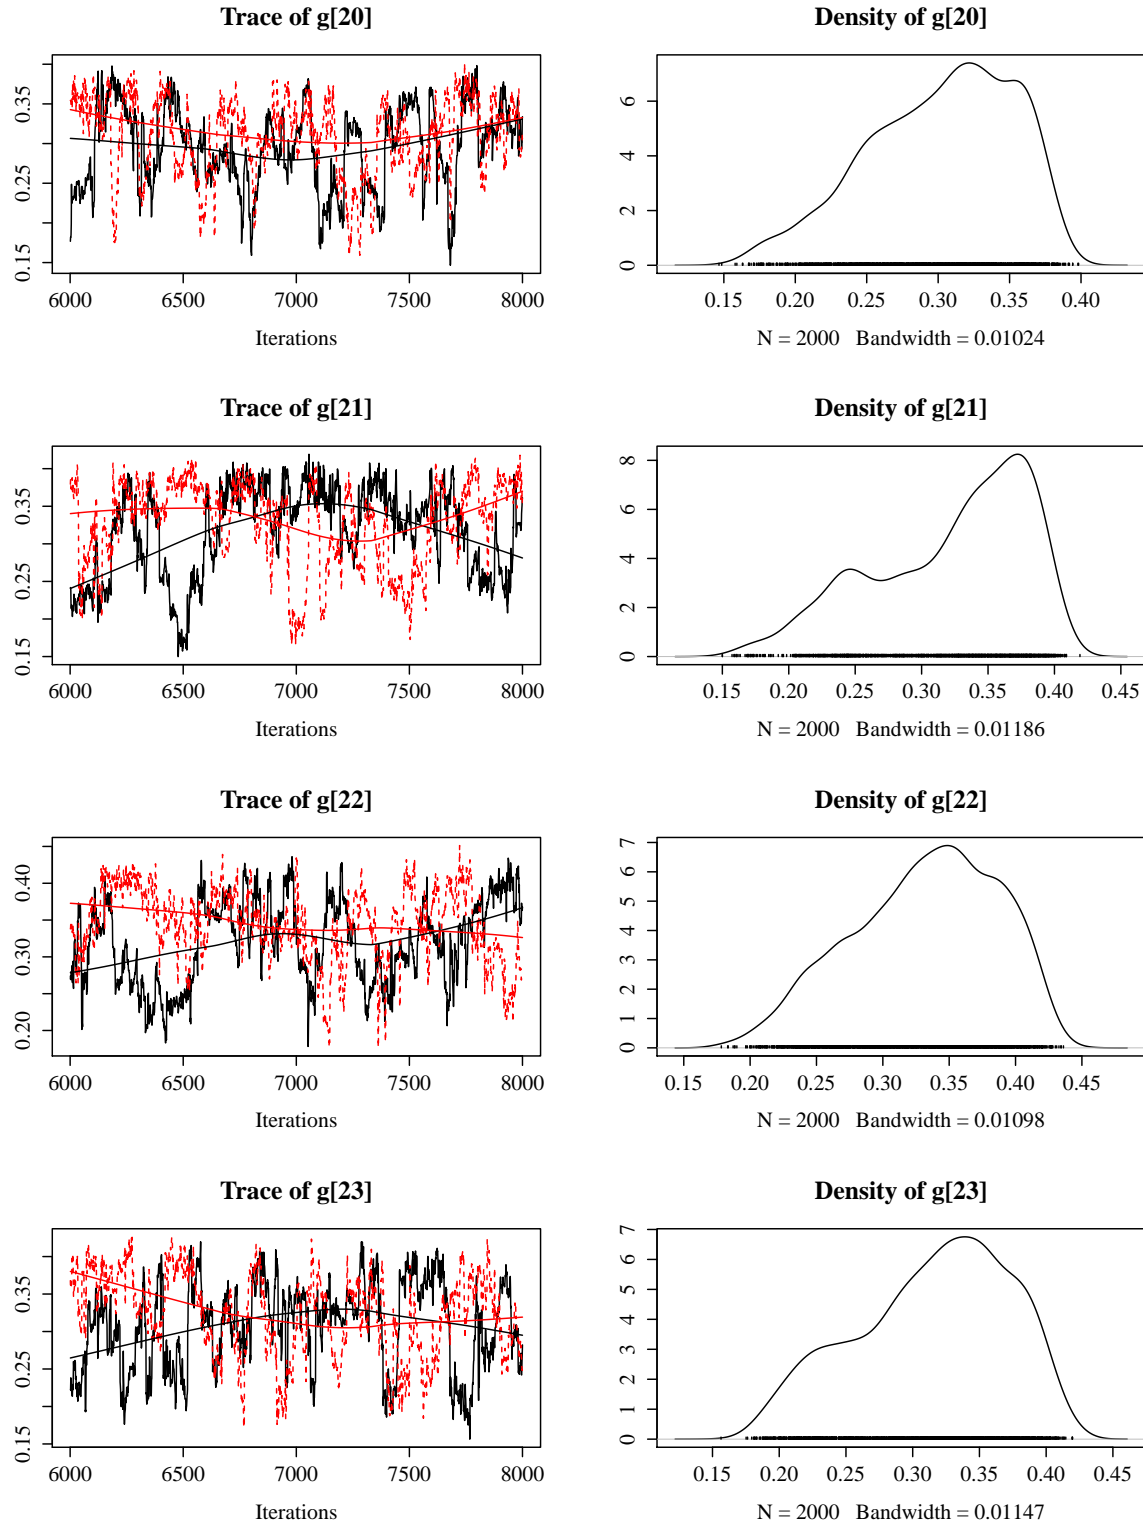 Trace of g[20]
0.15 0.25 0.35
6000 6500 7000 7500 8000
Iterations
Density of g[20]
0 2 4 6
0.15 0.20 0.25 0.30 0.35 0.40
N = 2000 Bandwidth = 0.01024
Trace of g[21]
0.15 0.25 0.35
6000 6500 7000 7500 8000
Iterations
Density of g[21]
0 2 4 6 8
0.15 0.20 0.25 0.30 0.35 0.40 0.45
N = 2000 Bandwidth = 0.01186
Trace of g[22]
0.20 0.30 0.40
6000 6500 7000 7500 8000
Iterations
Density of g[22]
0 1 2 3 4 5 6 7
0.15 0.20 0.25 0.30 0.35 0.40 0.45
N = 2000 Bandwidth = 0.01098
Trace of g[23]
0.15 0.25 0.35
6000 6500 7000 7500 8000
Iterations
Density of g[23]
0 1 2 3 4 5 6 7
0.15 0.20 0.25 0.30 0.35 0.40 0.45
N = 2000 Bandwidth = 0.01147